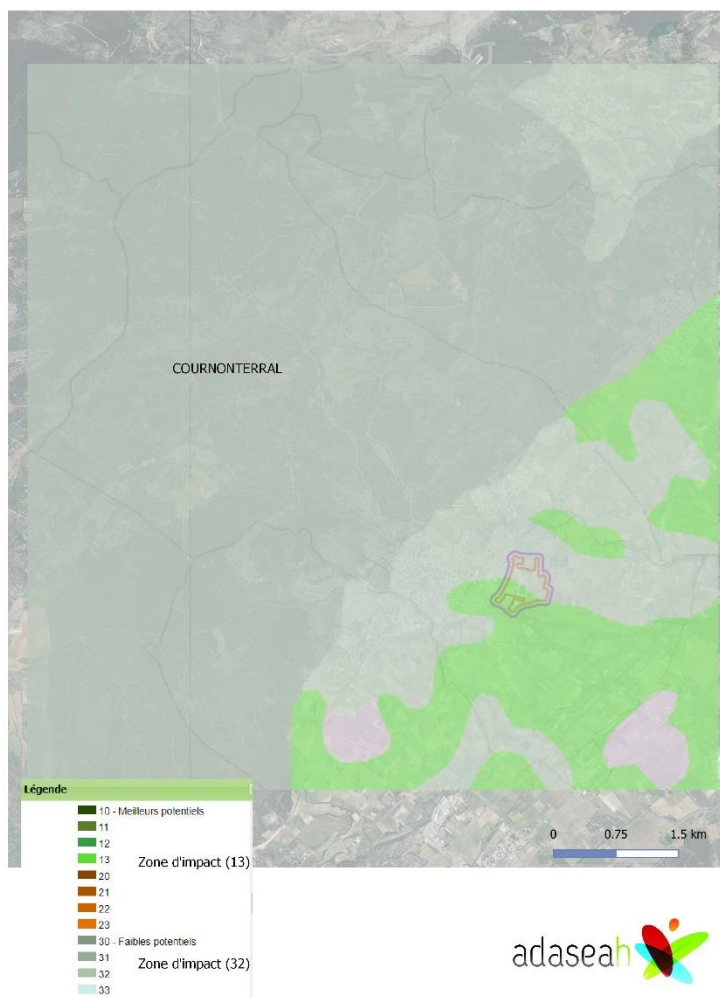 COURNONTERRAL
0 0.75 1.5 km
Légende
10 - Meilleurs potentiels
11
12
13 Zone d'impact (13)
20
21
22
23
30 - Faibles potentiels
31
32 Zone d'impact (32)
33
adaseah